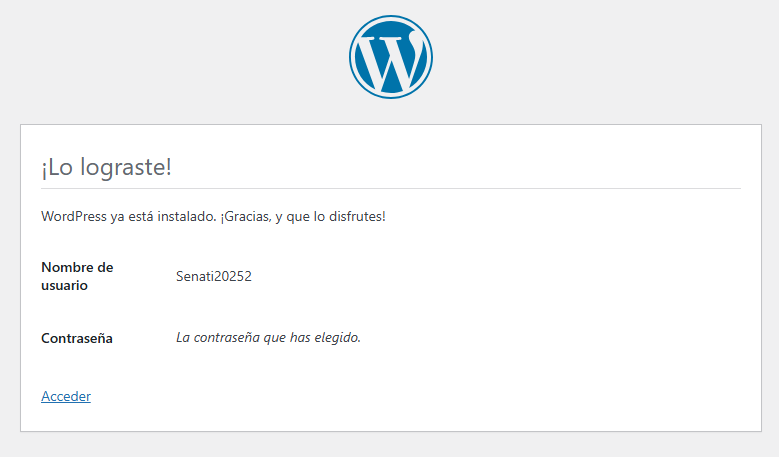 ¡Lo lograste!
WordPress ya está instalado. ¡Gracias, y que lo disfrutes!
Nombre de
usuario
Senati20252
Contraseña
La contraseña que has elegido.
Acceder